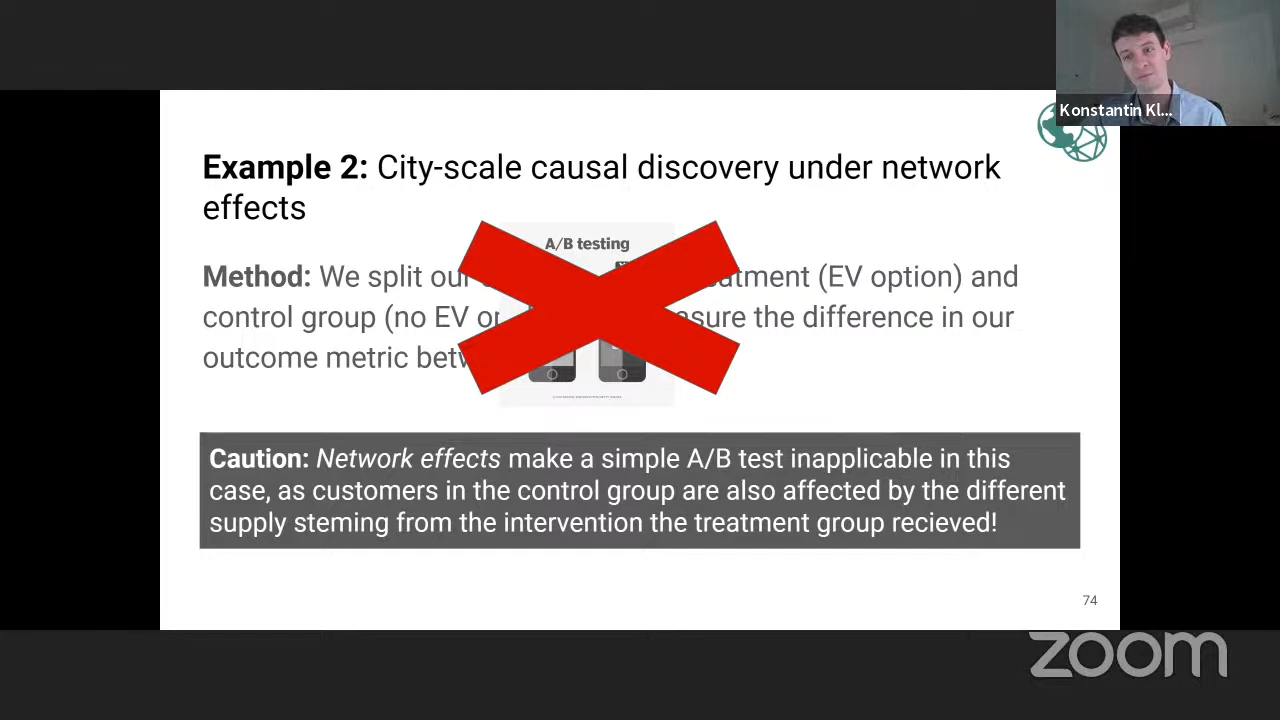 Konstantin Kl...
Example 2: City-scale causal discovery under network
effects
A/B testing
Method: We split our atment (EV option) and
control group (no EV op sure the difference in our
outcome metric betw
Caution: Network effects make a simple A/B test inapplicable in this
case, as customers in the control group are also affected by the different
supply steming from the intervention the treatment group recieved!
74
zoom